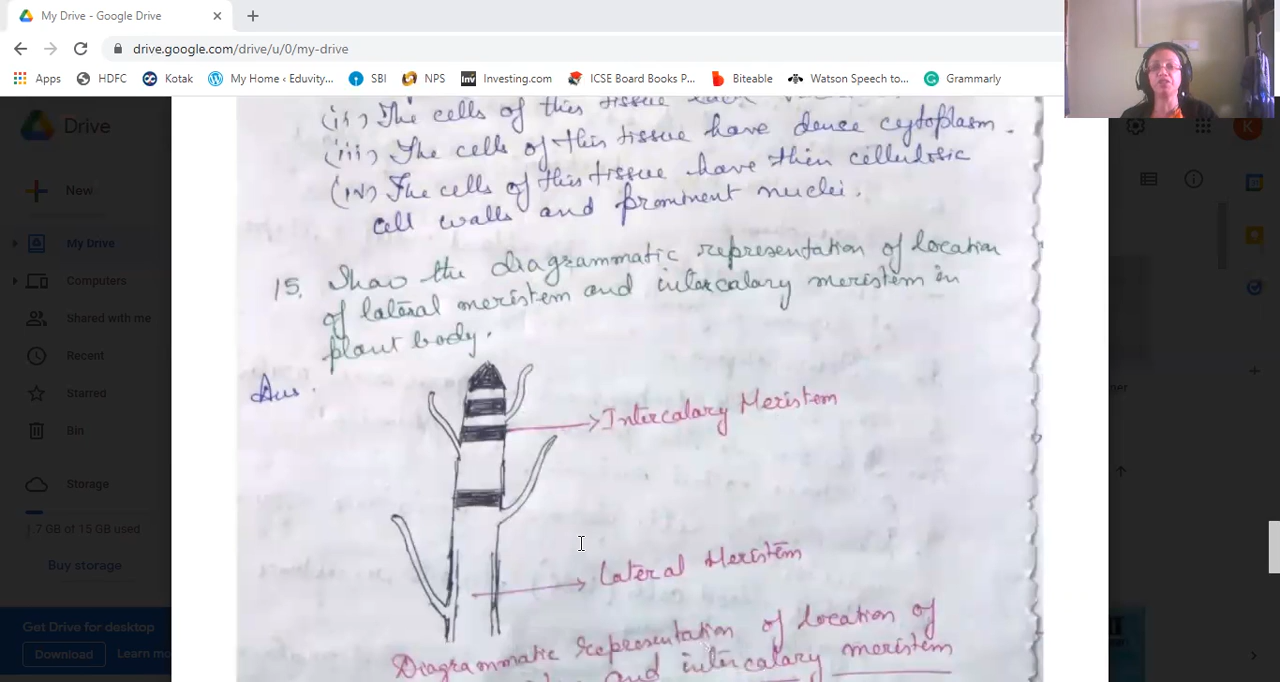 My Drive - Google Drive
drive.google.com/drive/u/0/my-drive
Apps HDFC Kotak My Home ‹ Eduvity... SBI NPS Inv Investing.com ICSE Board Books P... Biteable Watson Speech to... Grammarly
Drive
K
New
My Drive
Computers
Shared with me
Recent
Starred
Bin
Storage
1.7 GB of 15 GB used
Buy storage
Get Drive for desktop
Download Learn mo
The cells of this tissue
(iii) The cells of this tissue have dense cytoplasm.
(iv) The cells of this tissue have thin cellulosic
cell walls and prominent nuclei.
15. Show the diagrammatic representation of location
of lateral meristem and intercalary meristem in
plant body.
Ans.
Intercalary Meristem
Lateral Meristem
Diagrammatic representation of location of
and intercalary meristem